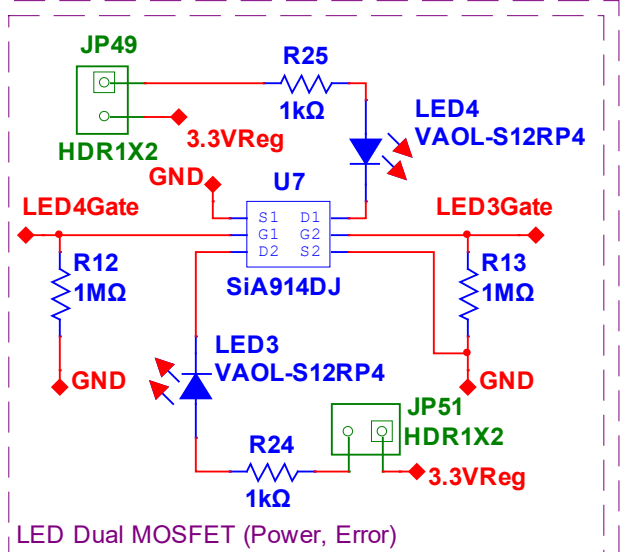 JP49
R25
1kΩ
LED4
VAOL-S12RP4
3.3VReg
HDR1X2
GND
U7
LED4Gate
LED3Gate
S1 D1
G1 G2
D2 S2
R12
1MΩ
SiA914DJ
R13
1MΩ
LED3
VAOL-S12RP4
GND
GND
JP51
HDR1X2
R24
1kΩ
3.3VReg
LED Dual MOSFET (Power, Error)